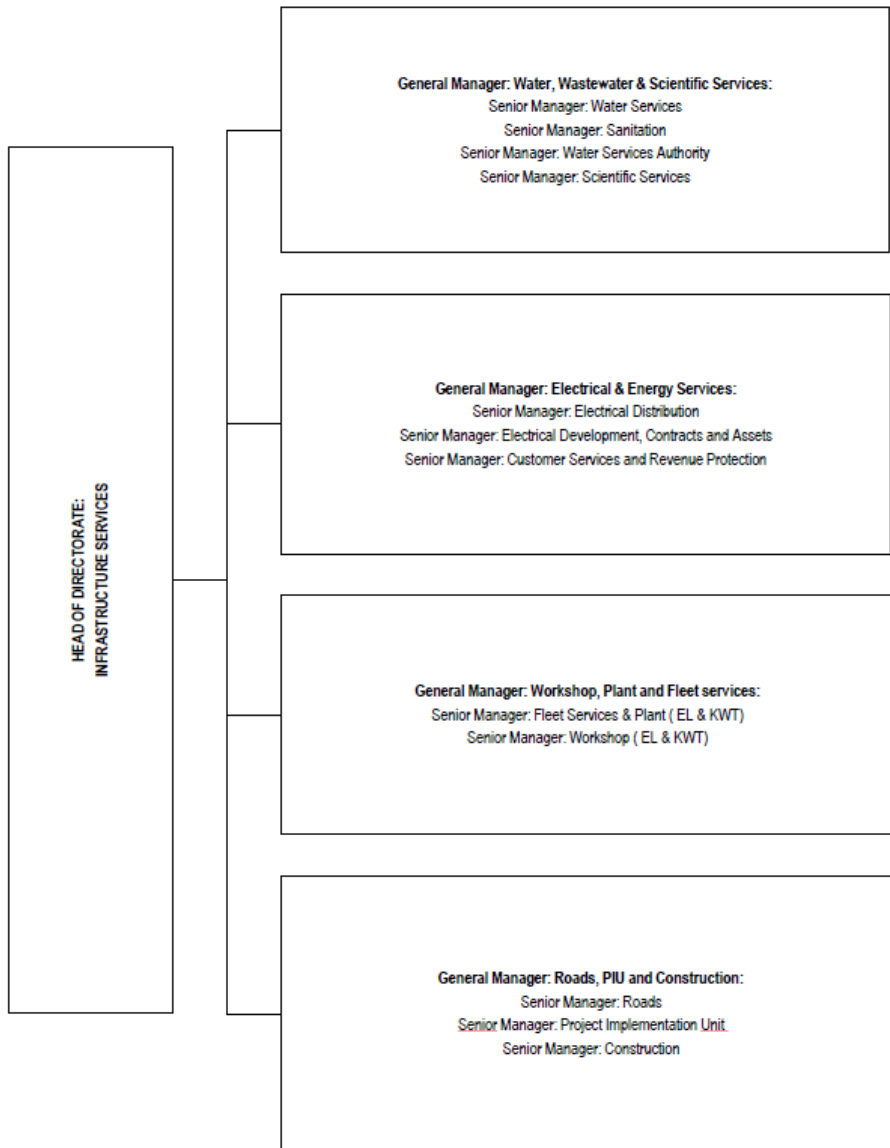 HEAD OF DIRECTORATE:
INFRASTRUCTURE SERVICES
General Manager: Water, Wastewater & Scientific Services:
Senior Manager: Water Services
Senior Manager: Sanitation
Senior Manager: Water Services Authority
Senior Manager: Scientific Services
General Manager: Electrical & Energy Services:
Senior Manager: Electrical Distribution
Senior Manager: Electrical Development, Contracts and Assets
Senior Manager: Customer Services and Revenue Protection
General Manager: Workshop, Plant and Fleet services:
Senior Manager: Fleet Services & Plant ( EL & KWT)
Senior Manager: Workshop ( EL & KWT)
General Manager: Roads, PIU and Construction:
Senior Manager: Roads
Senior Manager: Project Implementation Unit
Senior Manager: Construction